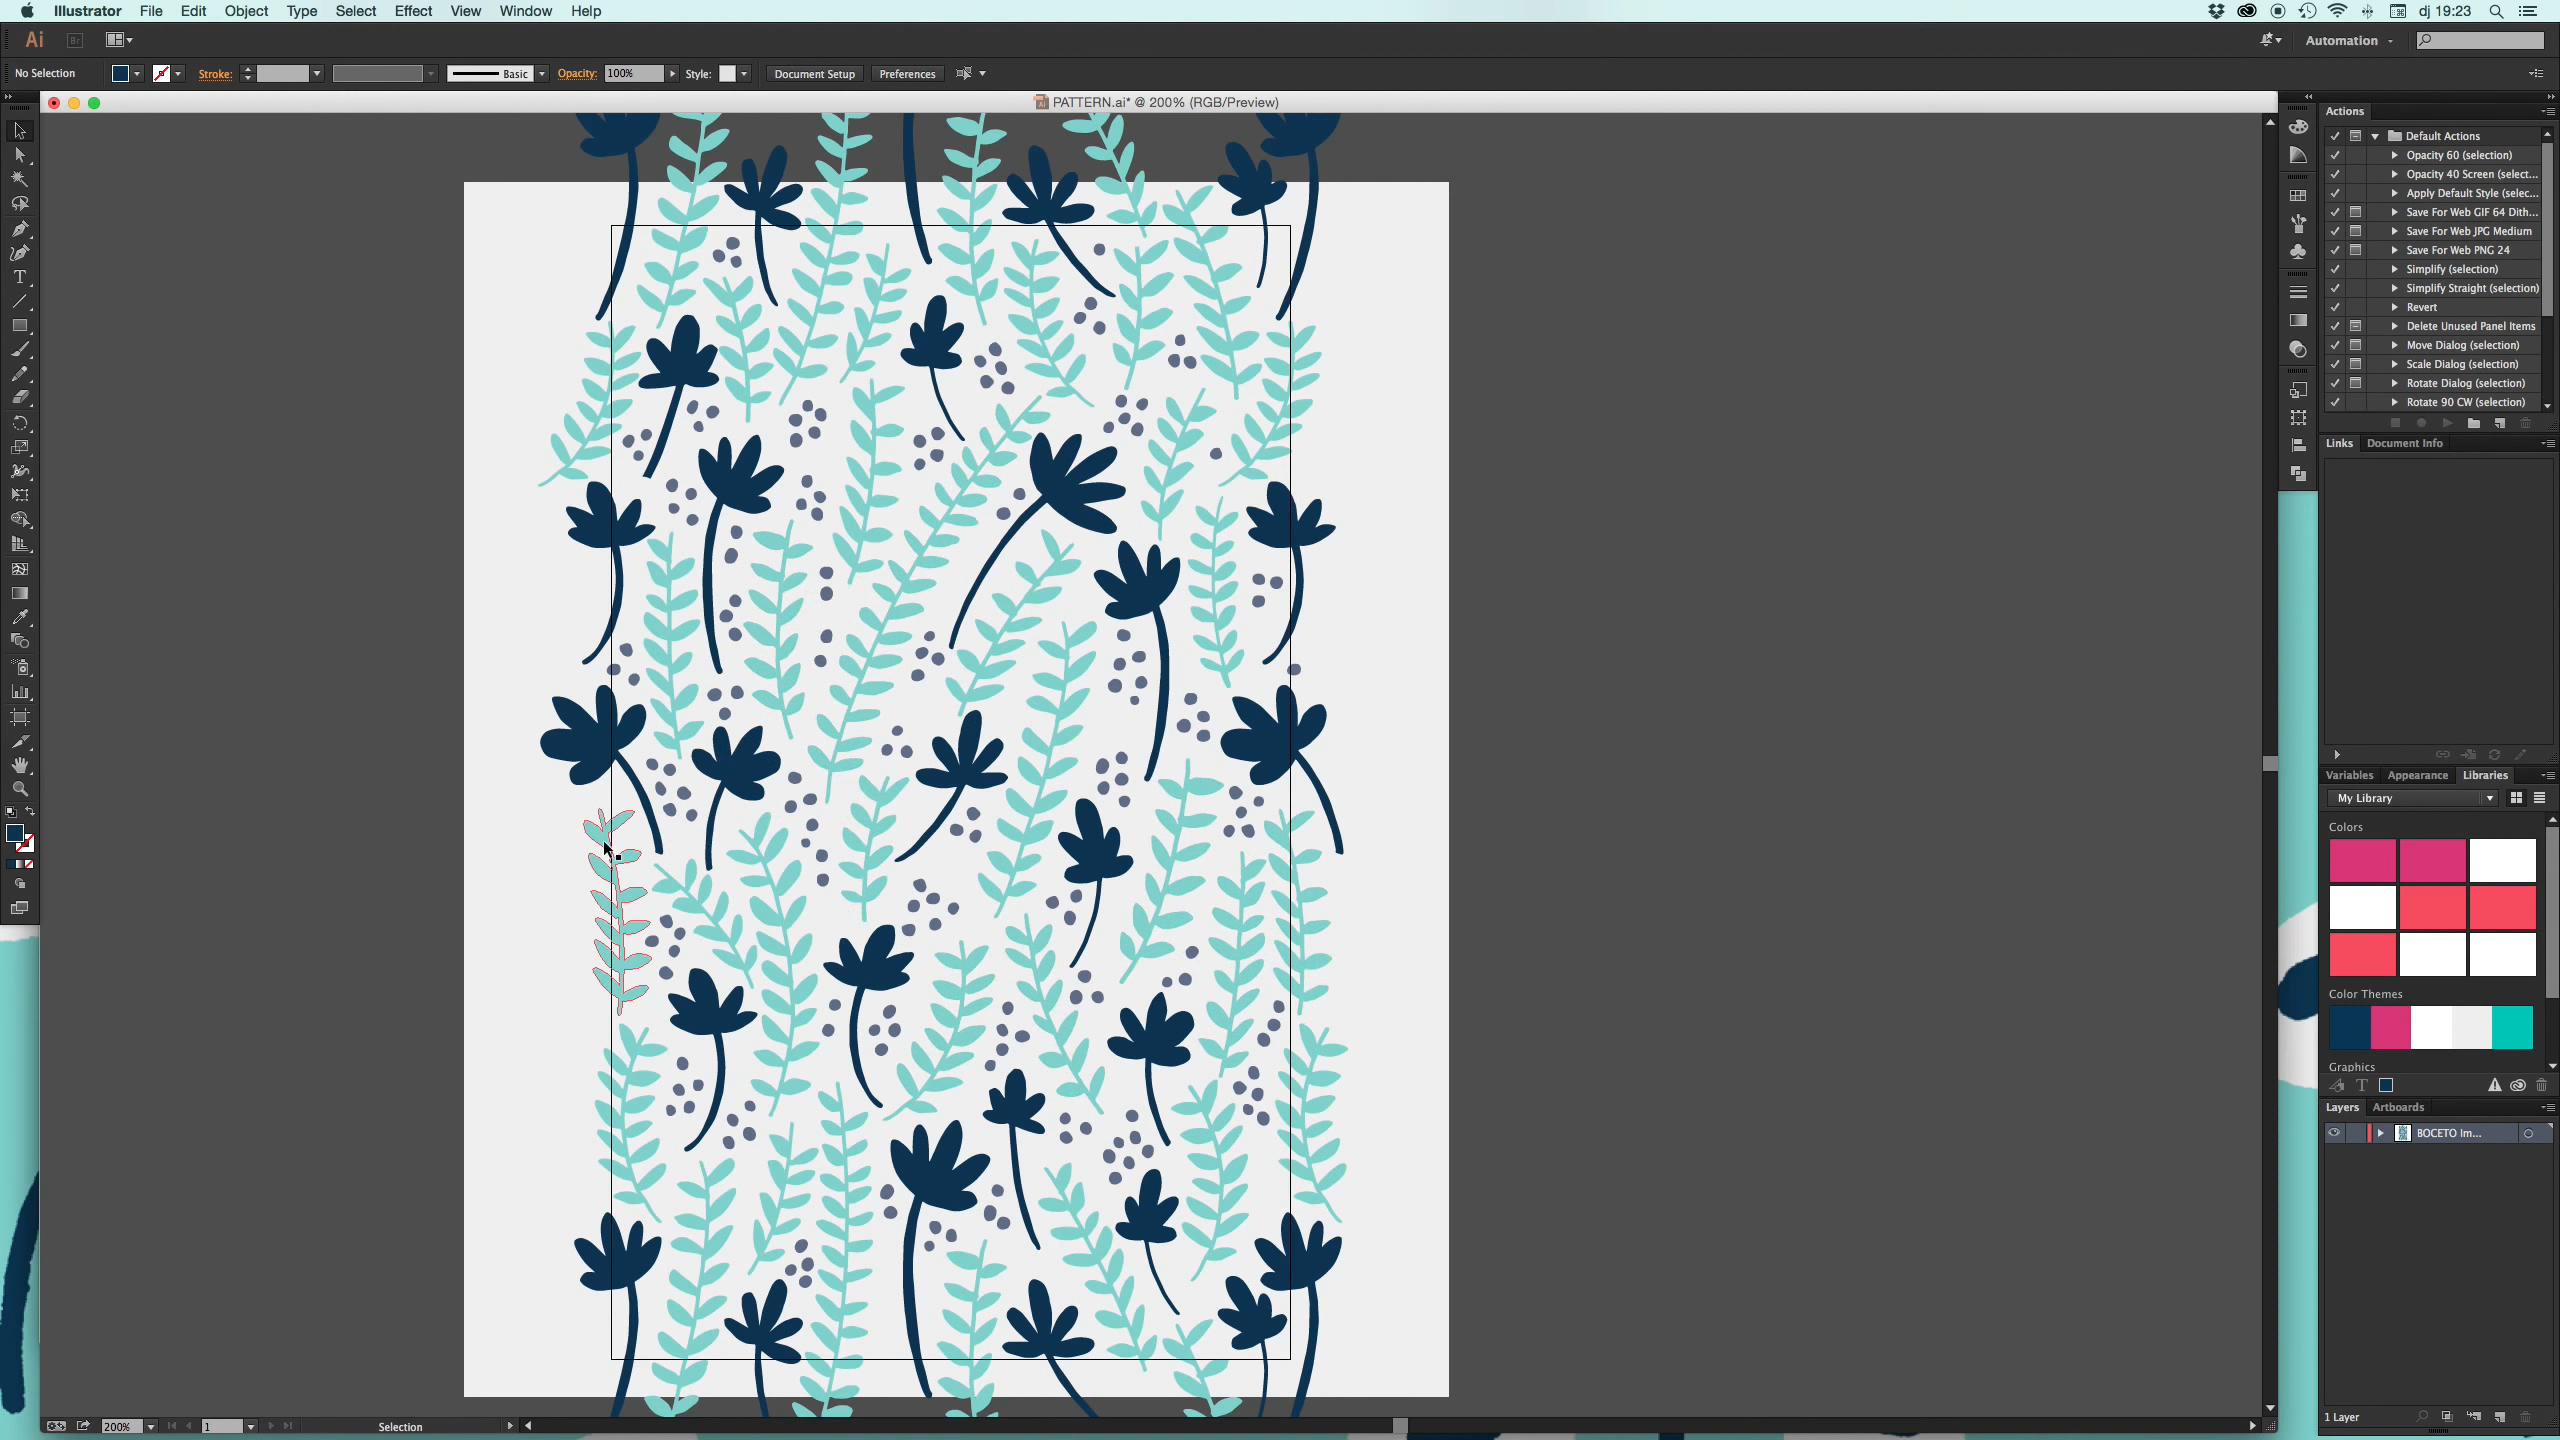 Illustrator File Edit Object Type Select Effect View Window Help dj 19:23
Ai Br Automation
No Selection Stroke: Basic Opacity: 100% Style: Document Setup Preferences
PATTERN.ai* @ 200% (RGB/Preview)
Actions
Default Actions
Opacity 60 (selection)
Opacity 40 Screen (select...
Apply Default Style (selec...
Save For Web GIF 64 Dith...
Save For Web JPG Medium
Save For Web PNG 24
Simplify (selection)
Simplify Straight (selection)
Revert
Delete Unused Panel Items
Move Dialog (selection)
Scale Dialog (selection)
Rotate Dialog (selection)
Rotate 90 CW (selection)
Links Document Info
Variables Appearance Libraries
My Library
Colors
Color Themes
Graphics
Layers Artboards
BOCETO Im...
1 Layer
200% 1 Selection